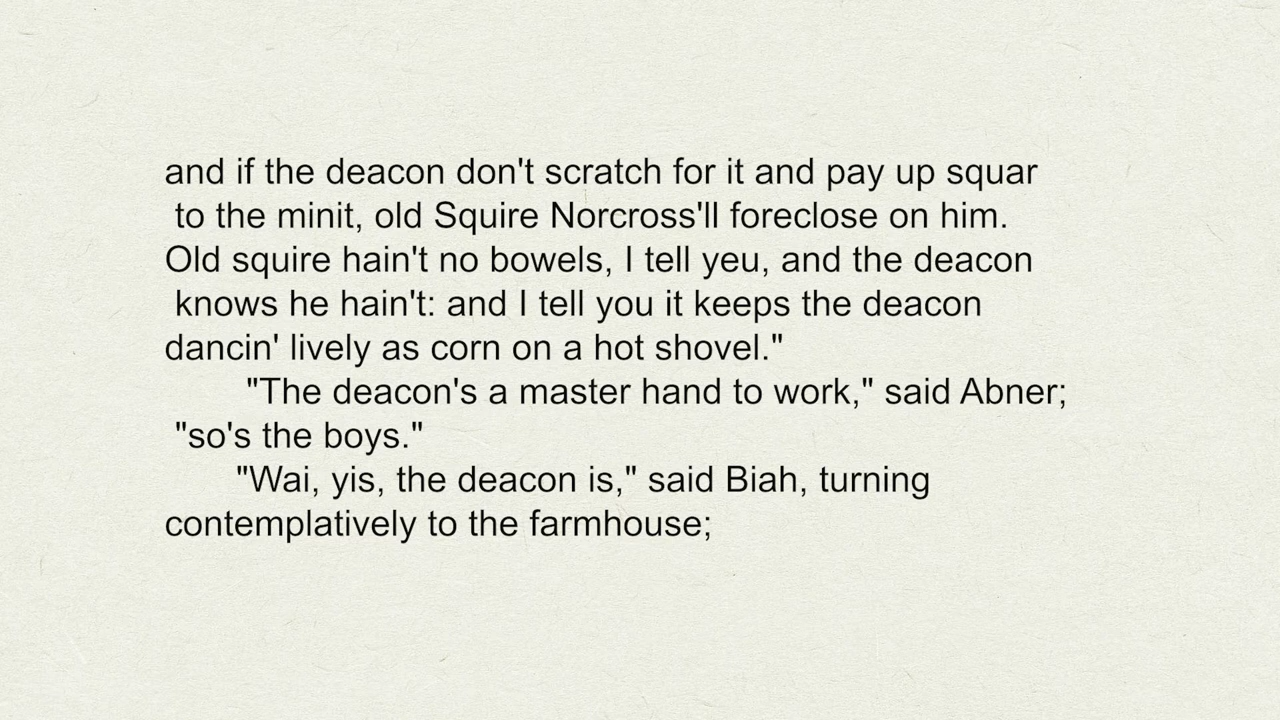 and if the deacon don't scratch for it and pay up squar
to the minit, old Squire Norcross'll foreclose on him.
Old squire hain't no bowels, I tell yeu, and the deacon
knows he hain't: and I tell you it keeps the deacon
dancin' lively as corn on a hot shovel."
"The deacon's a master hand to work," said Abner;
"so's the boys."
"Wai, yis, the deacon is," said Biah, turning
contemplatively to the farmhouse;